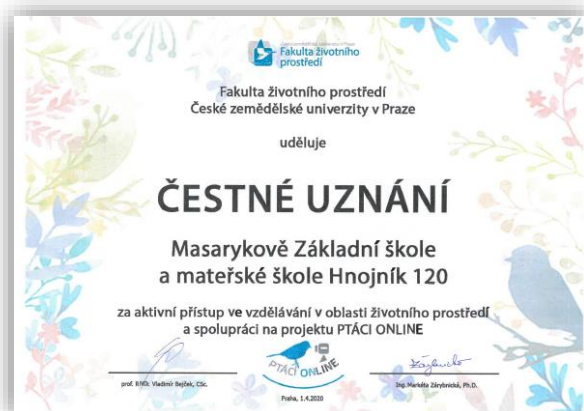 Fakulta životního
prostředí
Fakulta životního prostředí
České zemědělské univerzity v Praze
uděluje
ČESTNÉ UZNÁNÍ
Masarykově Základní škole
a mateřské škole Hnojník 120
za aktivní přístup ve vzdělávání v oblasti životního prostředí
a spolupráci na projektu PTÁCI ONLINE
PTÁCI ONLINE
prof. RNDr. Vladimír Bejček, CSc.
Ing. Markéta Zárybnická, Ph.D.
Praha, 1.4.2020